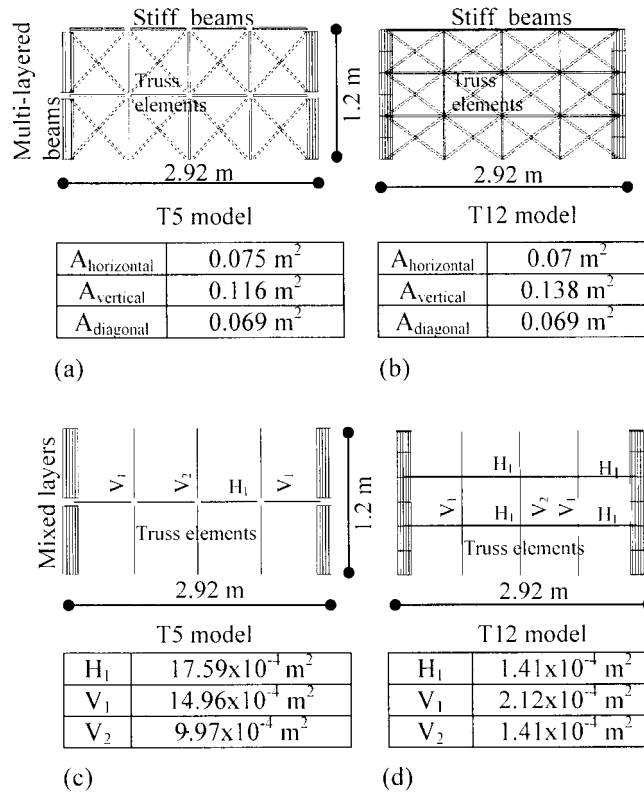 Stiff beams
Multi-layered
beams
Truss
elements
1.2 m
2.92 m
T5 model
A_horizontal 0.075 m²
A_vertical 0.116 m²
A_diagonal 0.069 m²
(a)
Stiff beams
Truss
elements
2.92 m
T12 model
A_horizontal 0.07 m²
A_vertical 0.138 m²
A_diagonal 0.069 m²
(b)
Mixed layers
V₁ V₂ H₁ V₁
Truss elements
1.2 m
2.92 m
T5 model
H₁ 17.59x10⁻⁴ m²
V₁ 14.96x10⁻⁴ m²
V₂ 9.97x10⁻⁴ m²
(c)
H₁ H₁
V₁ H₁ V₂ V₁ H₁
Truss elements
2.92 m
T12 model
H₁ 1.41x10⁻⁴ m²
V₁ 2.12x10⁻⁴ m²
V₂ 1.41x10⁻⁴ m²
(d)